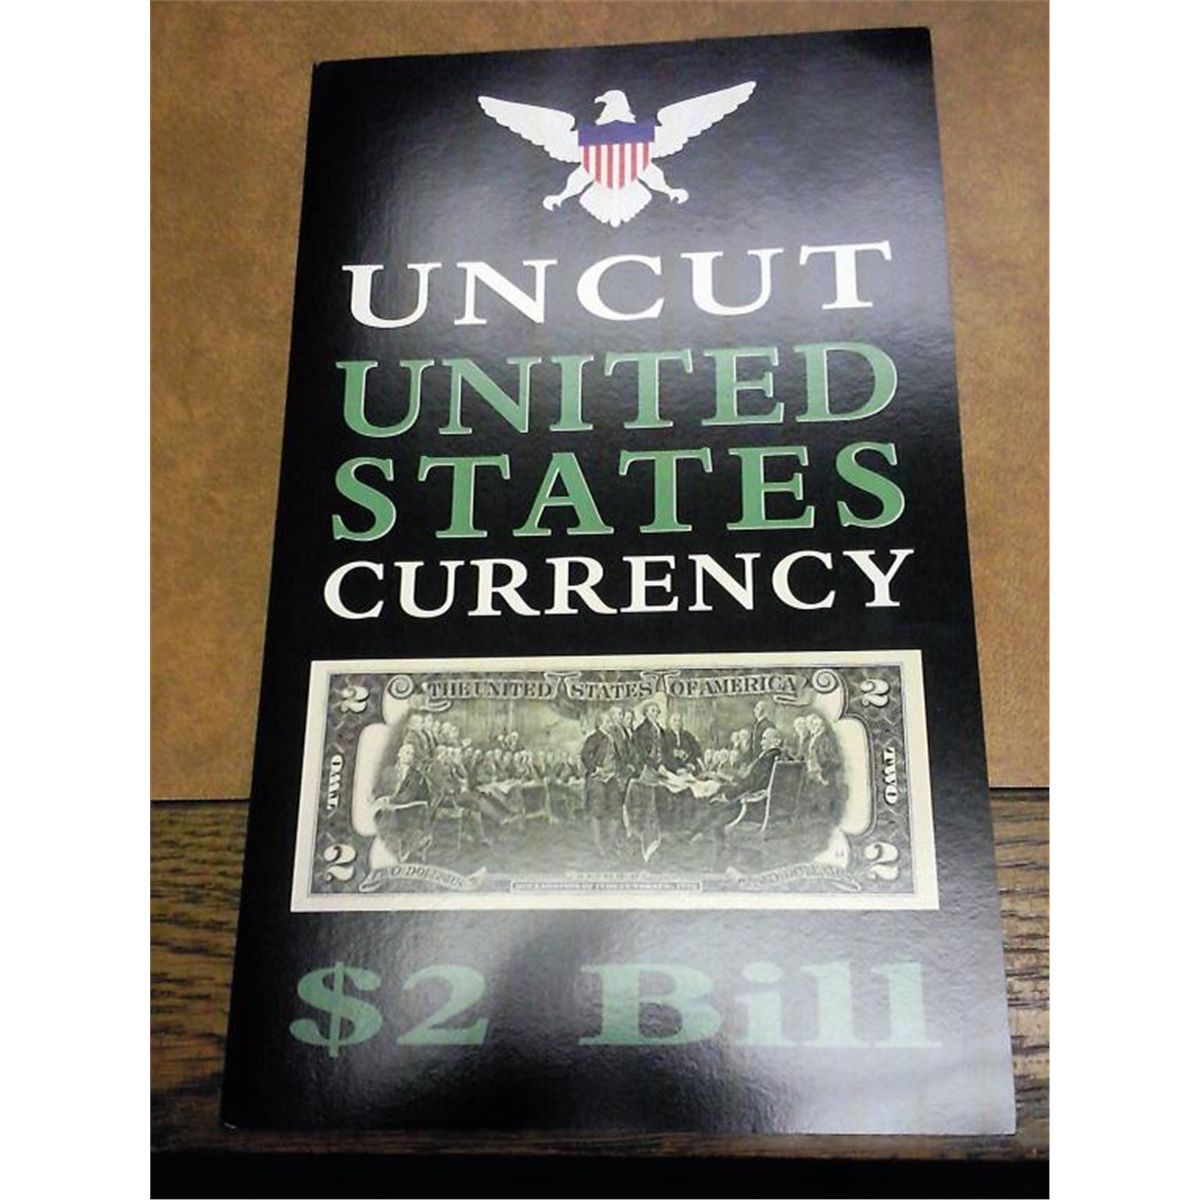 UNCUT
UNITED
STATES
CURRENCY
2 THE UNITED STATES OF AMERICA 2
TWO TWO
2 2
$2 Bill